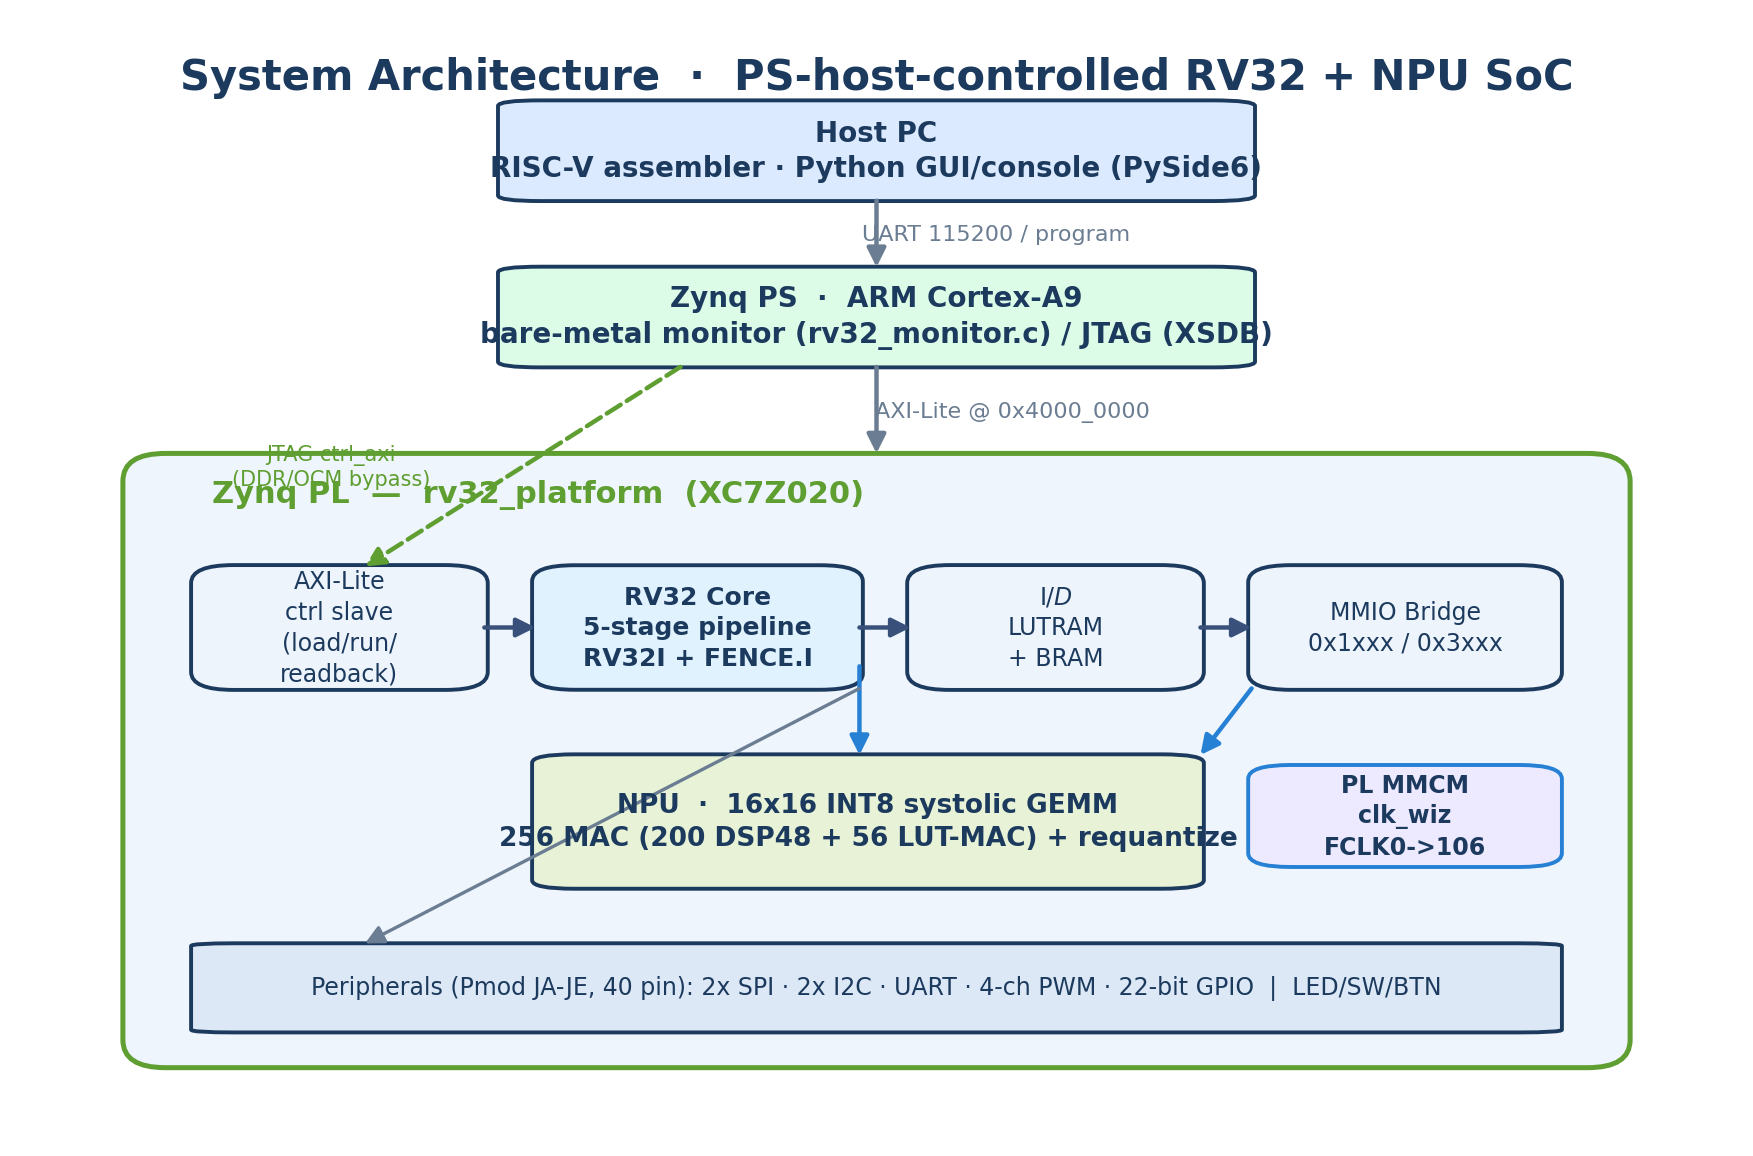 System Architecture · PS-host-controlled RV32 + NPU SoC
Host PC
RISC-V assembler · Python GUI/console (PySide6)
UART 115200 / program
Zynq PS · ARM Cortex-A9
bare-metal monitor (rv32_monitor.c) / JTAG (XSDB)
AXI-Lite @ 0x4000_0000
JTAG ctrl_axi
(DDR/OCM bypass)
Zynq PL — rv32_platform (XC7Z020)
AXI-Lite
ctrl slave
(load/run/
readback)
RV32 Core
5-stage pipeline
RV32I + FENCE.I
I/D
LUTRAM
+ BRAM
MMIO Bridge
0x1xxx / 0x3xxx
NPU · 16x16 INT8 systolic GEMM
256 MAC (200 DSP48 + 56 LUT-MAC) + requantize
PL MMCM
clk_wiz
FCLK0->106
Peripherals (Pmod JA-JE, 40 pin): 2x SPI · 2x I2C · UART · 4-ch PWM · 22-bit GPIO | LED/SW/BTN